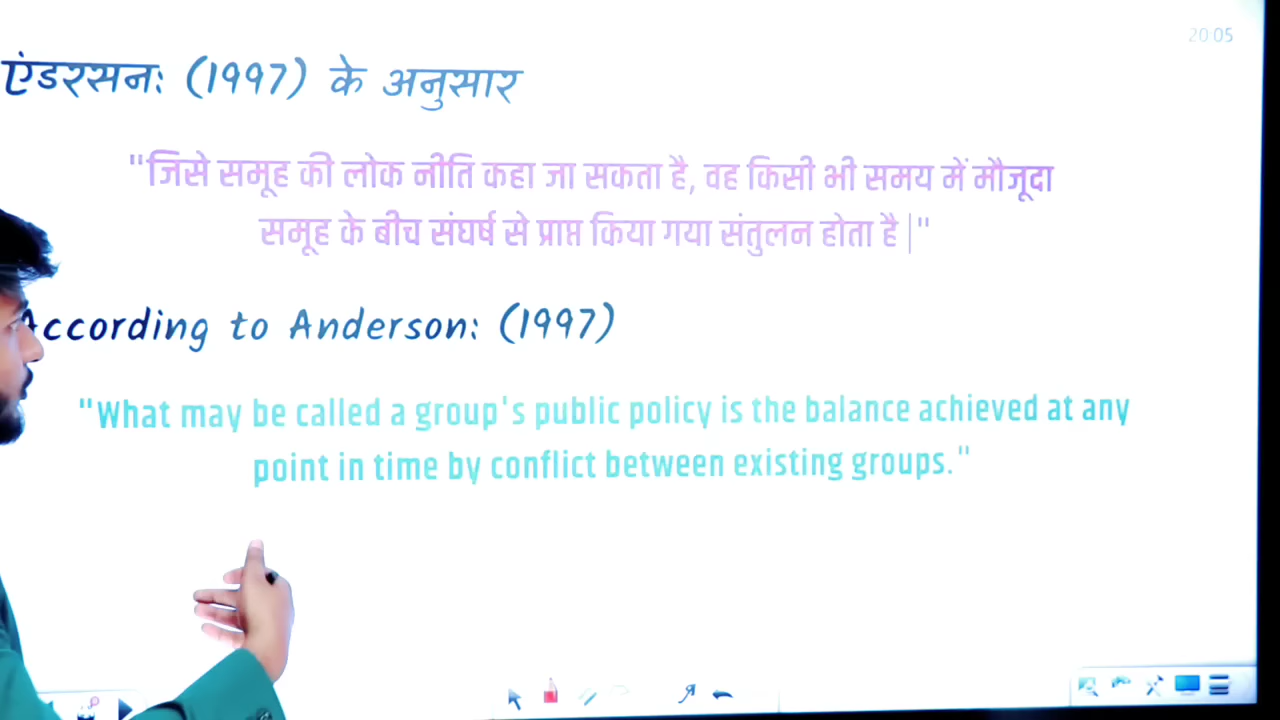 20:05
एंडरसन: (1997) के अनुसार
"जिसे समूह की लोक नीति कहा जा सकता है, वह किसी भी समय में मौजूदा
समूह के बीच संघर्ष से प्राप्त किया गया संतुलन होता है |"
According to Anderson: (1997)
"What may be called a group's public policy is the balance achieved at any
point in time by conflict between existing groups."